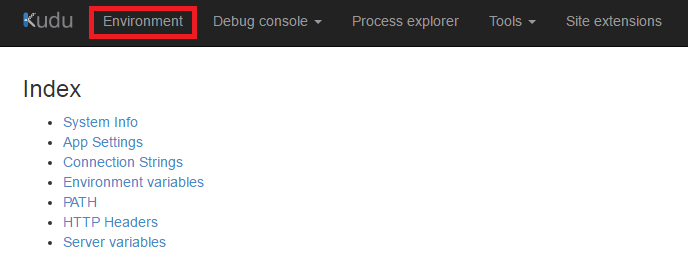 Kudu Environment Debug console Process explorer Tools Site extensions
Index
System Info
App Settings
Connection Strings
Environment variables
PATH
HTTP Headers
Server variables